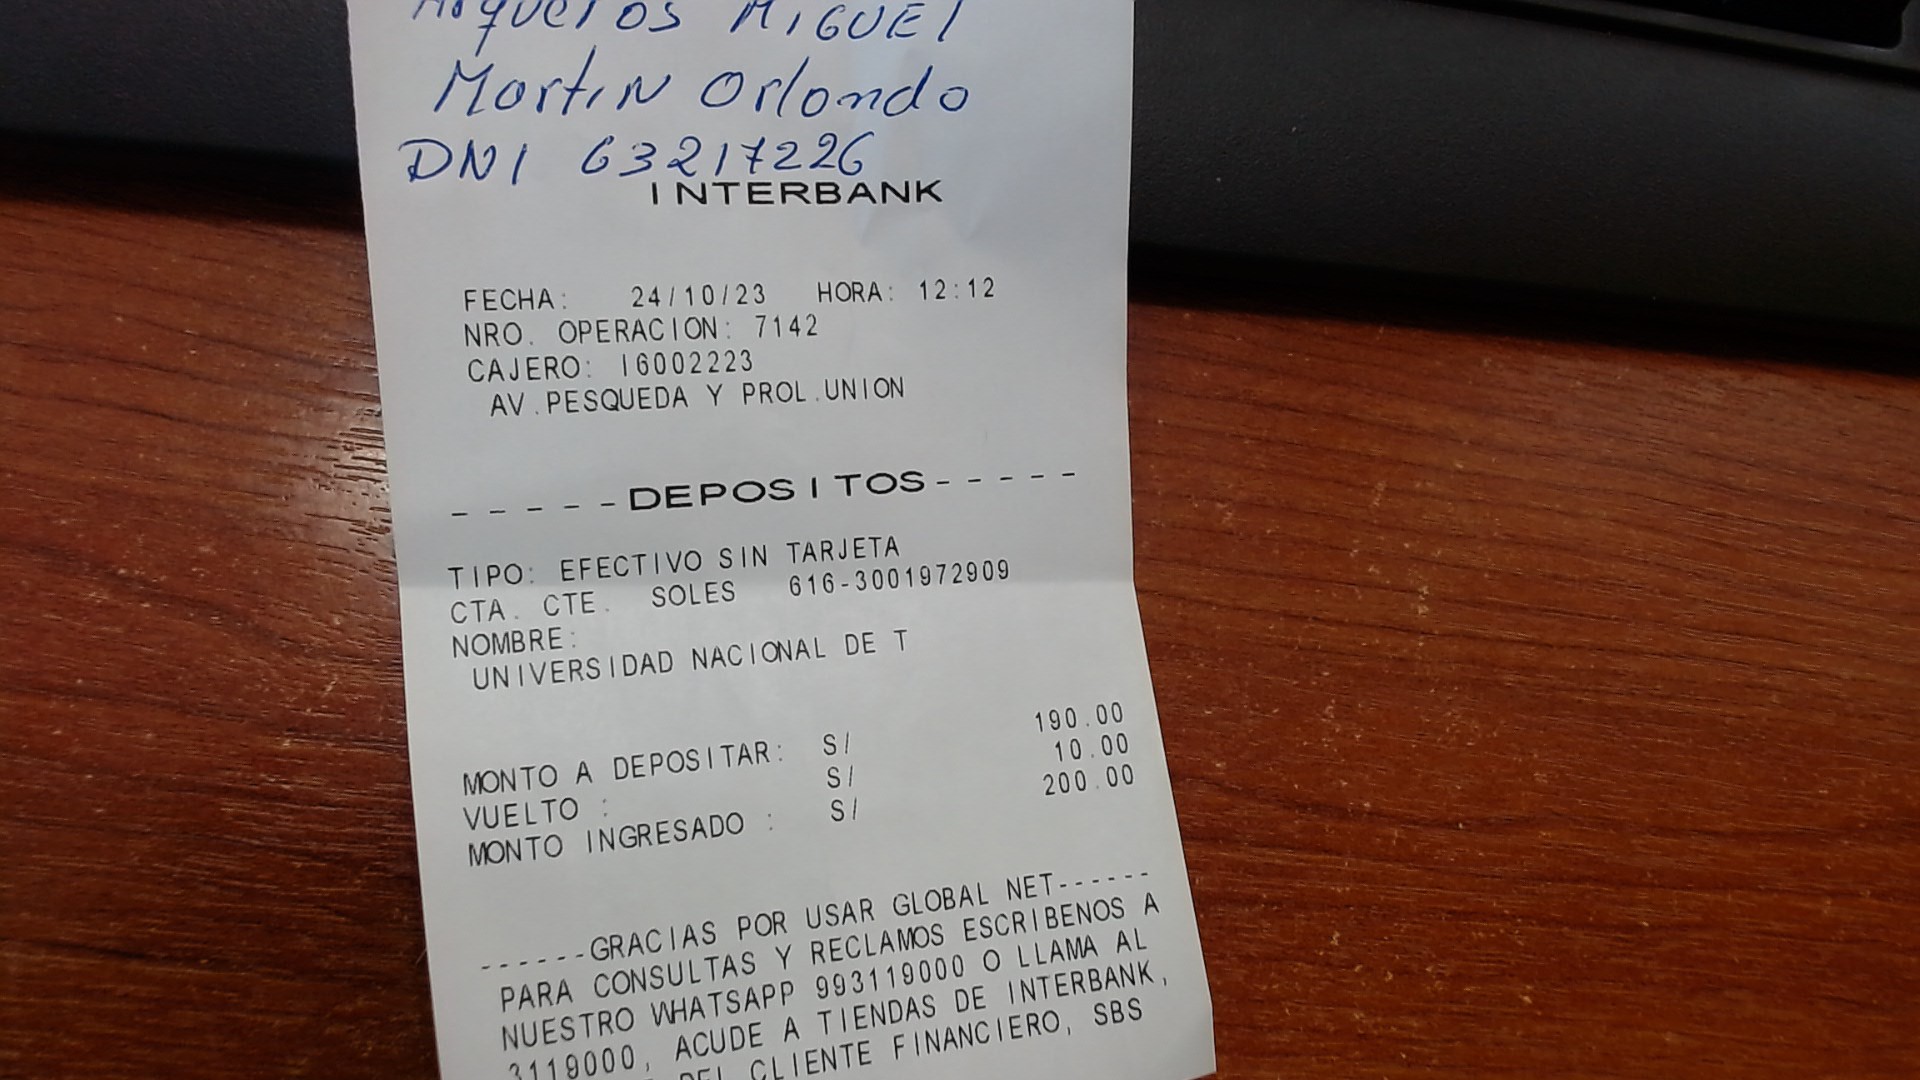 MIGUEL
Martin Orlando
DNI 63217226
INTERBANK
FECHA: 24/10/23 HORA: 12:12
NRO. OPERACION: 7142
CAJERO: 16002223
AV.PESQUEDA Y PROL.UNION
-----DEPOSITOS-----
TIPO: EFECTIVO SIN TARJETA
CTA. CTE. SOLES 616-3001972909
NOMBRE:
UNIVERSIDAD NACIONAL DE T
MONTO A DEPOSITAR: S/ 190.00
VUELTO : S/ 10.00
MONTO INGRESADO : S/ 200.00
------GRACIAS POR USAR GLOBAL NET------
PARA CONSULTAS Y RECLAMOS ESCRIBENOS A
NUESTRO WHATSAPP 993119000 O LLAMA AL
3119000, ACUDE A TIENDAS DE INTERBANK,
DEL CLIENTE FINANCIERO, SBS